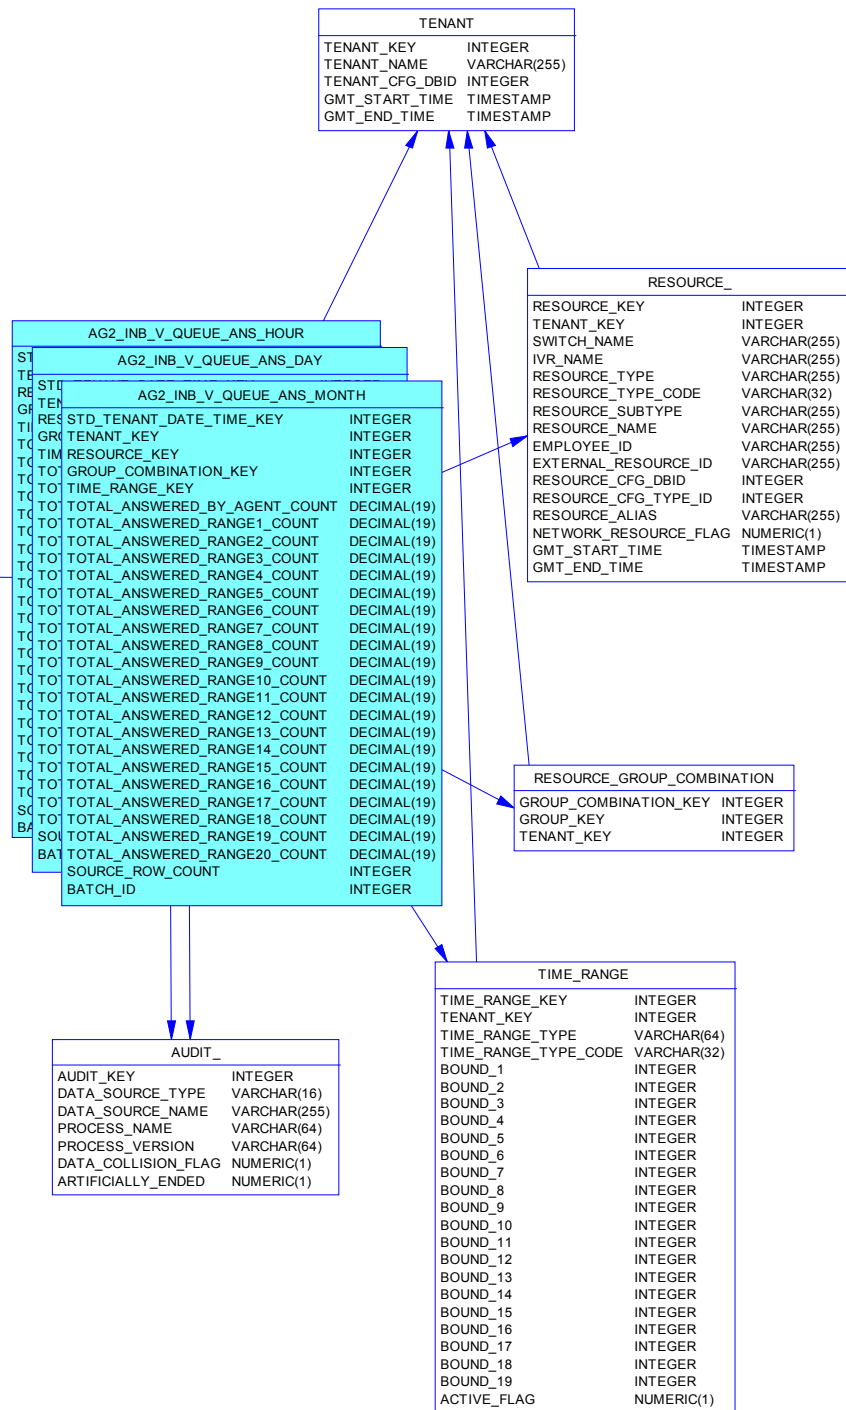 TENANT
TENANT_KEY INTEGER
TENANT_NAME VARCHAR(255)
TENANT_CFG_DBID INTEGER
GMT_START_TIME TIMESTAMP
GMT_END_TIME TIMESTAMP
RESOURCE_
RESOURCE_KEY INTEGER
TENANT_KEY INTEGER
SWITCH_NAME VARCHAR(255)
IVR_NAME VARCHAR(255)
RESOURCE_TYPE VARCHAR(255)
RESOURCE_TYPE_CODE VARCHAR(32)
RESOURCE_SUBTYPE VARCHAR(255)
RESOURCE_NAME VARCHAR(255)
EMPLOYEE_ID VARCHAR(255)
EXTERNAL_RESOURCE_ID VARCHAR(255)
RESOURCE_CFG_DBID INTEGER
RESOURCE_CFG_TYPE_ID INTEGER
RESOURCE_ALIAS VARCHAR(255)
NETWORK_RESOURCE_FLAG NUMERIC(1)
GMT_START_TIME TIMESTAMP
GMT_END_TIME TIMESTAMP
AG2_INB_V_QUEUE_ANS_HOUR
AG2_INB_V_QUEUE_ANS_DAY
AG2_INB_V_QUEUE_ANS_MONTH
STD_TENANT_DATE_TIME_KEY INTEGER
TENANT_KEY INTEGER
RESOURCE_KEY INTEGER
GROUP_COMBINATION_KEY INTEGER
TIME_RANGE_KEY INTEGER
TOTAL_ANSWERED_BY_AGENT_COUNT DECIMAL(19)
TOTAL_ANSWERED_RANGE1_COUNT DECIMAL(19)
TOTAL_ANSWERED_RANGE2_COUNT DECIMAL(19)
TOTAL_ANSWERED_RANGE3_COUNT DECIMAL(19)
TOTAL_ANSWERED_RANGE4_COUNT DECIMAL(19)
TOTAL_ANSWERED_RANGE5_COUNT DECIMAL(19)
TOTAL_ANSWERED_RANGE6_COUNT DECIMAL(19)
TOTAL_ANSWERED_RANGE7_COUNT DECIMAL(19)
TOTAL_ANSWERED_RANGE8_COUNT DECIMAL(19)
TOTAL_ANSWERED_RANGE9_COUNT DECIMAL(19)
TOTAL_ANSWERED_RANGE10_COUNT DECIMAL(19)
TOTAL_ANSWERED_RANGE11_COUNT DECIMAL(19)
TOTAL_ANSWERED_RANGE12_COUNT DECIMAL(19)
TOTAL_ANSWERED_RANGE13_COUNT DECIMAL(19)
TOTAL_ANSWERED_RANGE14_COUNT DECIMAL(19)
TOTAL_ANSWERED_RANGE15_COUNT DECIMAL(19)
TOTAL_ANSWERED_RANGE16_COUNT DECIMAL(19)
TOTAL_ANSWERED_RANGE17_COUNT DECIMAL(19)
TOTAL_ANSWERED_RANGE18_COUNT DECIMAL(19)
TOTAL_ANSWERED_RANGE19_COUNT DECIMAL(19)
TOTAL_ANSWERED_RANGE20_COUNT DECIMAL(19)
SOURCE_ROW_COUNT INTEGER
BATCH_ID INTEGER
RESOURCE_GROUP_COMBINATION
GROUP_COMBINATION_KEY INTEGER
GROUP_KEY INTEGER
TENANT_KEY INTEGER
AUDIT_
AUDIT_KEY INTEGER
DATA_SOURCE_TYPE VARCHAR(16)
DATA_SOURCE_NAME VARCHAR(255)
PROCESS_NAME VARCHAR(64)
PROCESS_VERSION VARCHAR(64)
DATA_COLLISION_FLAG NUMERIC(1)
ARTIFICIALLY_ENDED NUMERIC(1)
TIME_RANGE
TIME_RANGE_KEY INTEGER
TENANT_KEY INTEGER
TIME_RANGE_TYPE VARCHAR(64)
TIME_RANGE_TYPE_CODE VARCHAR(32)
BOUND_1 INTEGER
BOUND_2 INTEGER
BOUND_3 INTEGER
BOUND_4 INTEGER
BOUND_5 INTEGER
BOUND_6 INTEGER
BOUND_7 INTEGER
BOUND_8 INTEGER
BOUND_9 INTEGER
BOUND_10 INTEGER
BOUND_11 INTEGER
BOUND_12 INTEGER
BOUND_13 INTEGER
BOUND_14 INTEGER
BOUND_15 INTEGER
BOUND_16 INTEGER
BOUND_17 INTEGER
BOUND_18 INTEGER
BOUND_19 INTEGER
ACTIVE_FLAG NUMERIC(1)